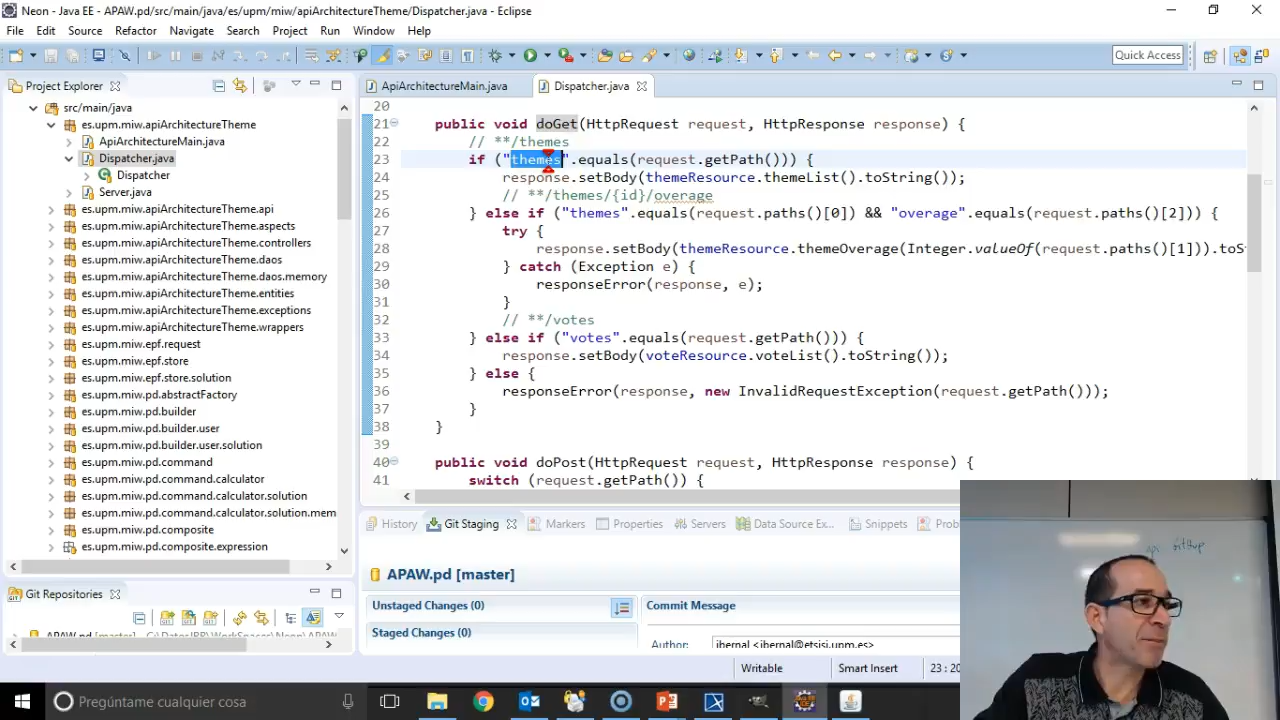 Neon - Java EE - APAW.pd/src/main/java/es/upm/miw/apiArchitectureTheme/Dispatcher.java - Eclipse
File Edit Source Refactor Navigate Search Project Run Window Help
Quick Access
Project Explorer
src/main/java
es.upm.miw.apiArchitectureTheme
ApiArchitectureMain.java
Dispatcher.java
Dispatcher
Server.java
es.upm.miw.apiArchitectureTheme.api
es.upm.miw.apiArchitectureTheme.aspects
es.upm.miw.apiArchitectureTheme.controllers
es.upm.miw.apiArchitectureTheme.daos
es.upm.miw.apiArchitectureTheme.daos.memory
es.upm.miw.apiArchitectureTheme.entities
es.upm.miw.apiArchitectureTheme.exceptions
es.upm.miw.apiArchitectureTheme.wrappers
es.upm.miw.epf.request
es.upm.miw.epf.store
es.upm.miw.epf.store.solution
es.upm.miw.pd.abstractFactory
es.upm.miw.pd.builder
es.upm.miw.pd.builder.user
es.upm.miw.pd.builder.user.solution
es.upm.miw.pd.command
es.upm.miw.pd.command.calculator
es.upm.miw.pd.command.calculator.solution
es.upm.miw.pd.command.calculator.solution.mem
es.upm.miw.pd.composite
es.upm.miw.pd.composite.expression
Git Repositories
ApiArchitectureMain.java Dispatcher.java
20
21 public void doGet(HttpRequest request, HttpResponse response) {
22 // **/themes
23 if ("themes".equals(request.getPath())) {
24 response.setBody(themeResource.themeList().toString());
25 // **/themes/{id}/overage
26 } else if ("themes".equals(request.paths()[0]) && "overage".equals(request.paths()[2])) {
27 try {
28 response.setBody(themeResource.themeOverage(Integer.valueOf(request.paths()[1])).toS
29 } catch (Exception e) {
30 responseError(response, e);
31 }
32 // **/votes
33 } else if ("votes".equals(request.getPath())) {
34 response.setBody(voteResource.voteList().toString());
35 } else {
36 responseError(response, new InvalidRequestException(request.getPath()));
37 }
38 }
39
40 public void doPost(HttpRequest request, HttpResponse response) {
41 switch (request.getPath()) {
History Git Staging Markers Properties Servers Data Source Ex... Snippets
APAW.pd [master]
Unstaged Changes (0)
Staged Changes (0)
Commit Message
Author: jbernal <jbernal@etsisi.upm.es>
Writable Smart Insert
api
Pregúntame cualquier cosa